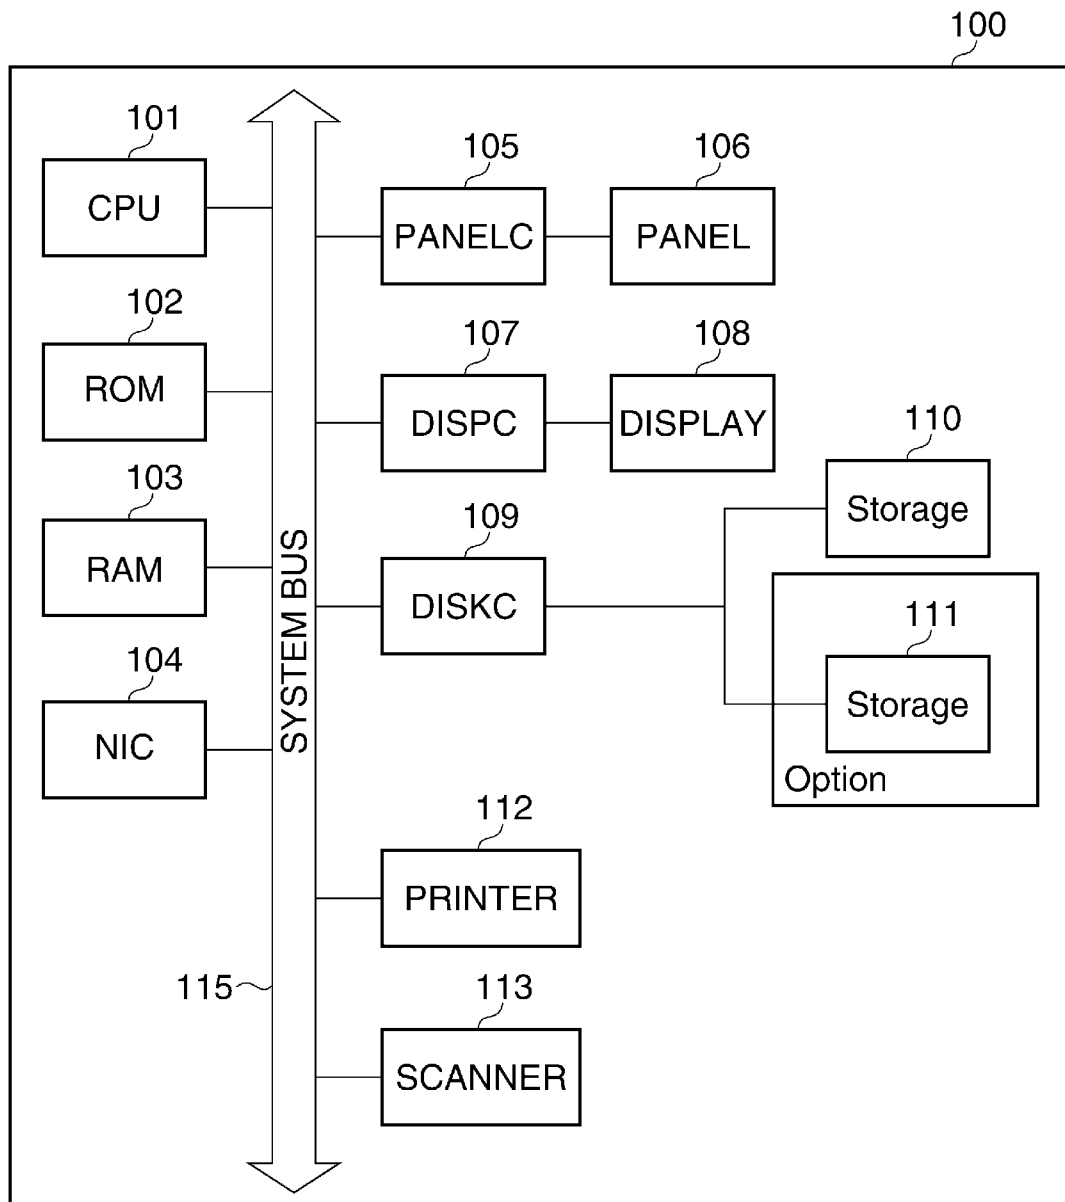 100
101
CPU
105
PANELC
106
PANEL
102
ROM
107
DISPC
108
DISPLAY
110
Storage
103
RAM
109
DISKC
111
Storage
Option
104
NIC
SYSTEM BUS
112
PRINTER
115
113
SCANNER